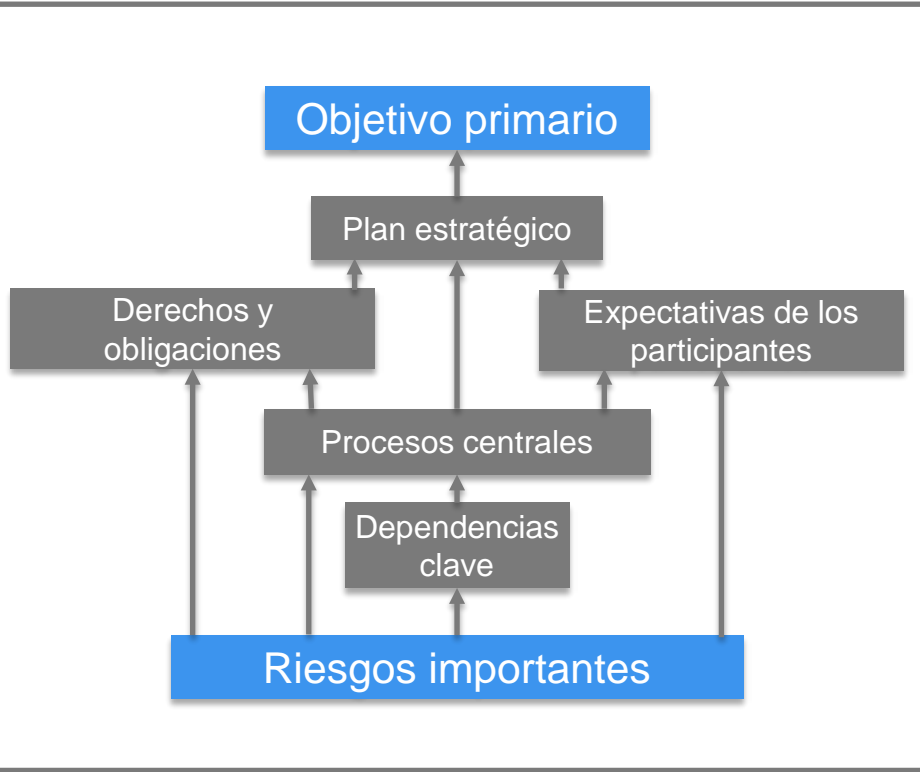 Objetivo primario
Plan estratégico
Derechos y
obligaciones
Expectativas de los
participantes
Procesos centrales
Dependencias
clave
Riesgos importantes